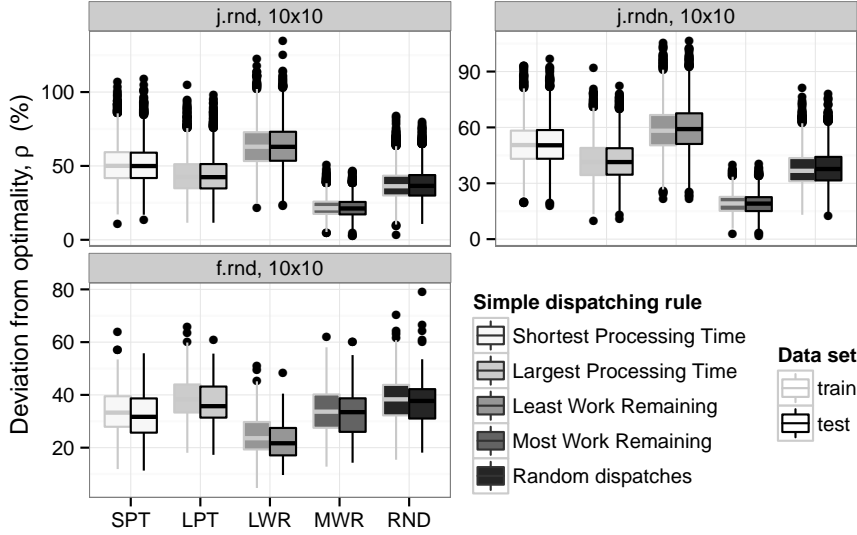 j.rnd, 10x10
j.rndn, 10x10
Deviation from optimality, ρ (%)
100
50
0
90
60
30
0
f.rnd, 10x10
80
60
40
20
SPT LPT LWR MWR RND
Simple dispatching rule
Shortest Processing Time
Largest Processing Time
Least Work Remaining
Most Work Remaining
Random dispatches
Data set
train
test